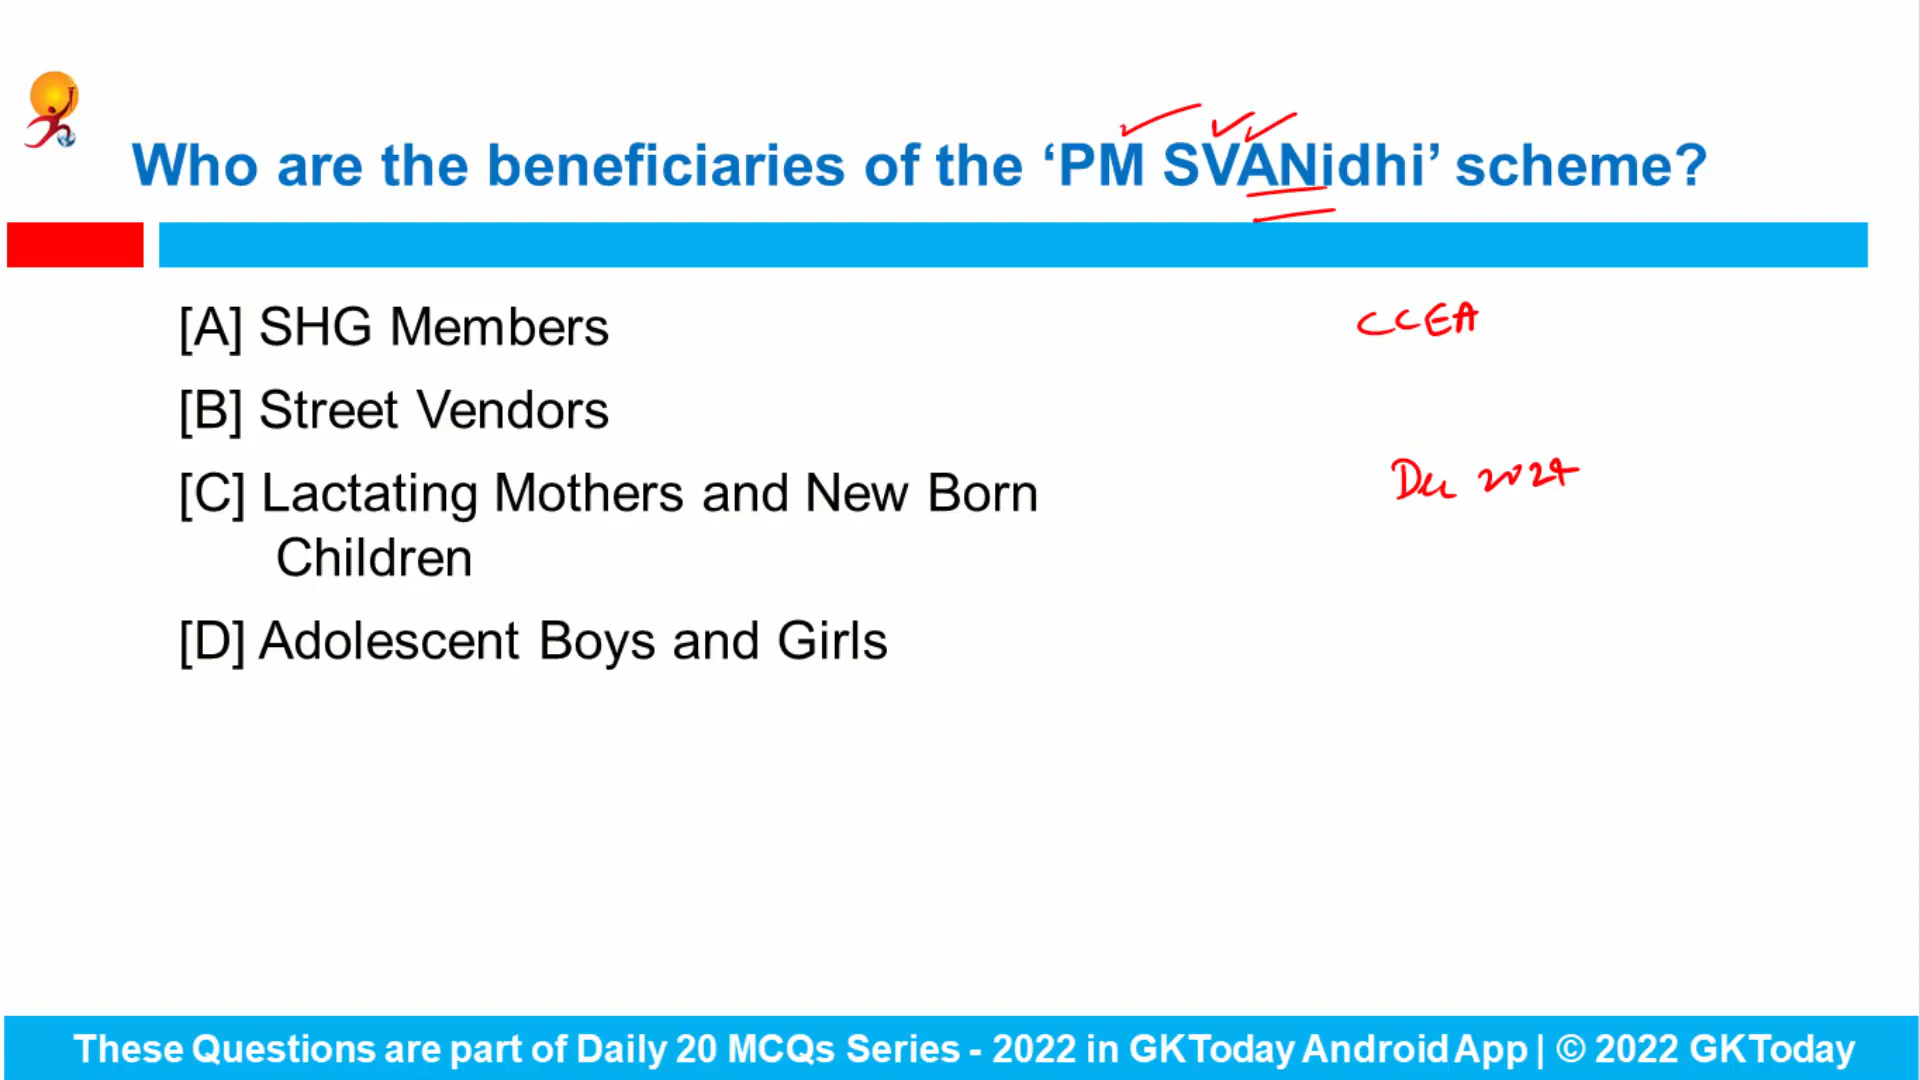 Who are the beneficiaries of the ‘PM SVANidhi’ scheme?
[A] SHG Members
CCEA
[B] Street Vendors
[C] Lactating Mothers and New Born
Children
Dec 2024
[D] Adolescent Boys and Girls
These Questions are part of Daily 20 MCQs Series - 2022 in GKToday Android App | © 2022 GKToday